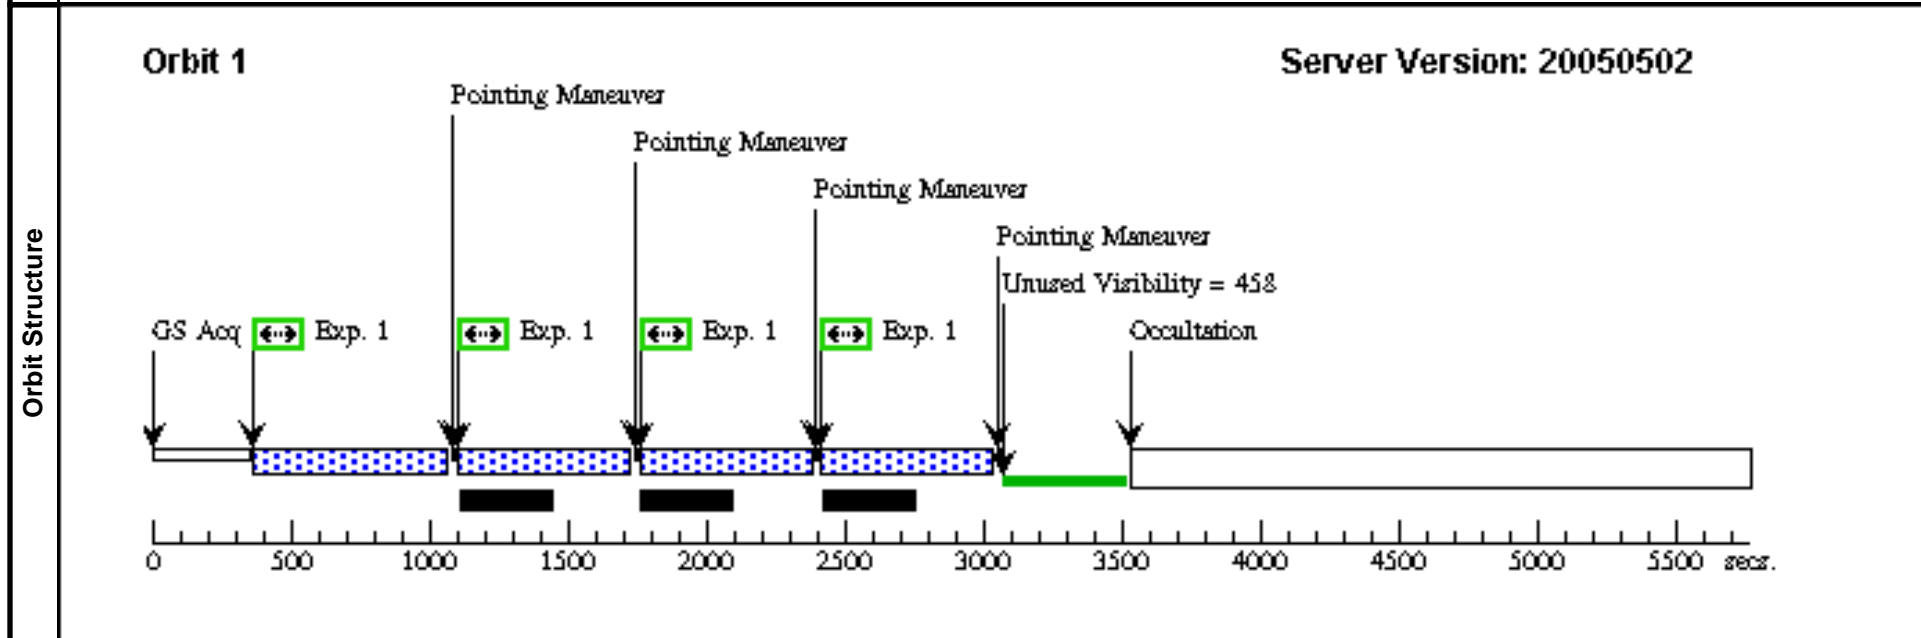 Orbit Structure
Orbit 1
Server Version: 20050502
Pointing Maneuver
Pointing Maneuver
Pointing Maneuver
Pointing Maneuver
Unused Visibility = 458
GS Acq Exp. 1 Exp. 1 Exp. 1 Exp. 1 Occultation
0 500 1000 1500 2000 2500 3000 3500 4000 4500 5000 5500 secs.